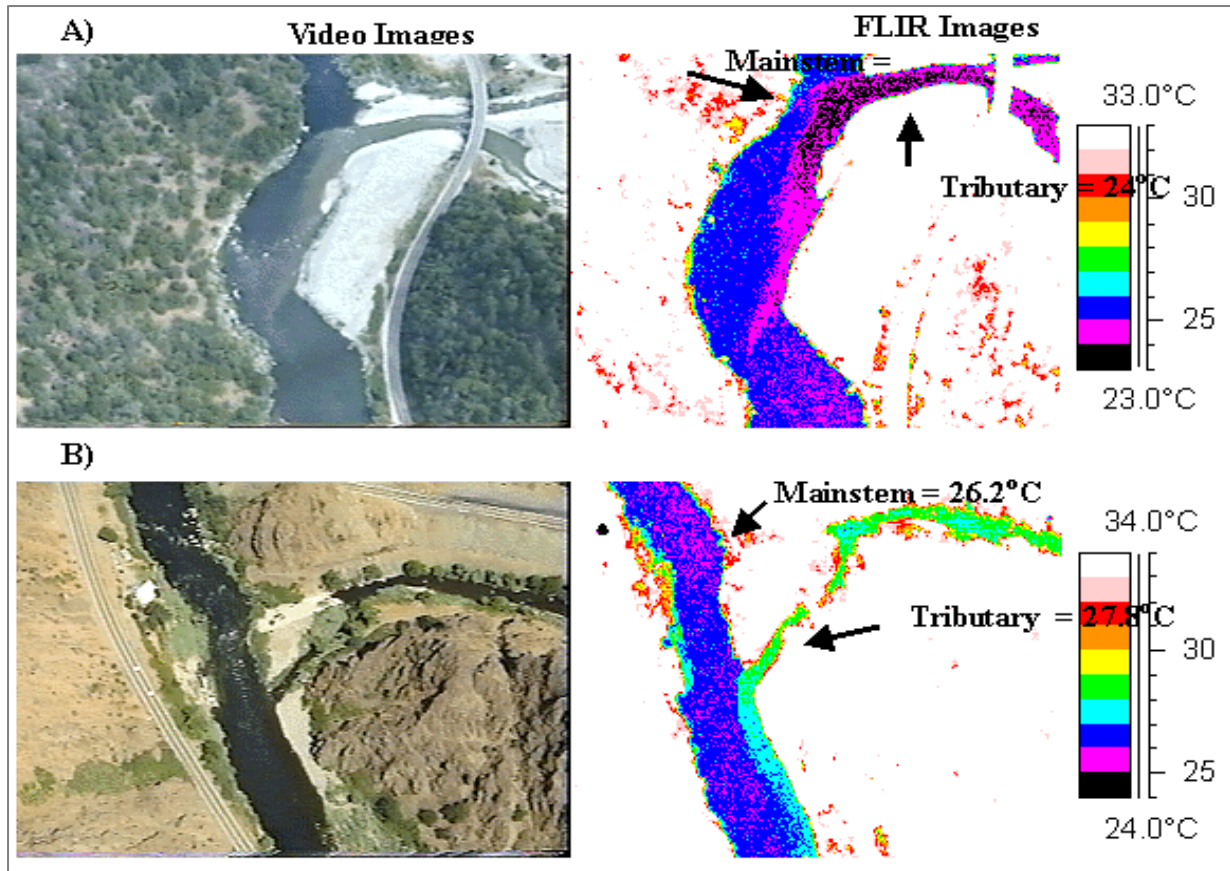 A)
Video Images
FLIR Images
Mainstem =
Tributary = 24°C
33.0°C
30
25
23.0°C
B)
Mainstem = 26.2°C
Tributary = 27.8°C
34.0°C
30
25
24.0°C